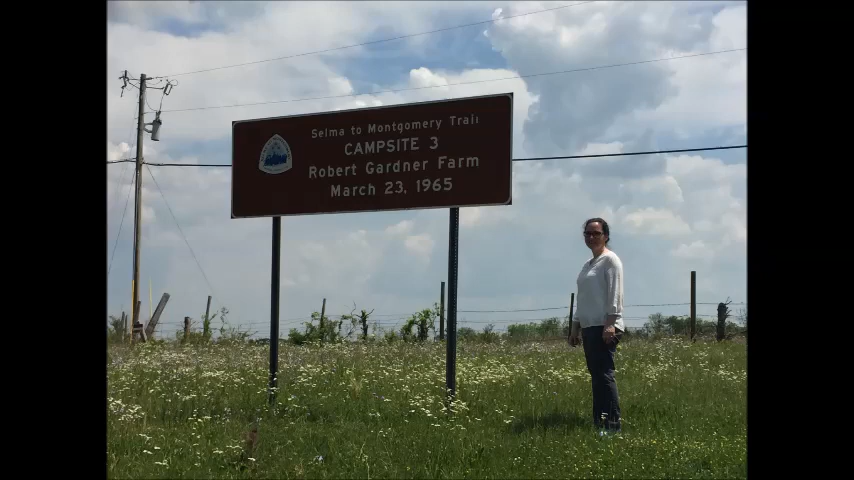 Selma to Montgomery Trail
CAMPSITE 3
Robert Gardner Farm
March 23, 1965